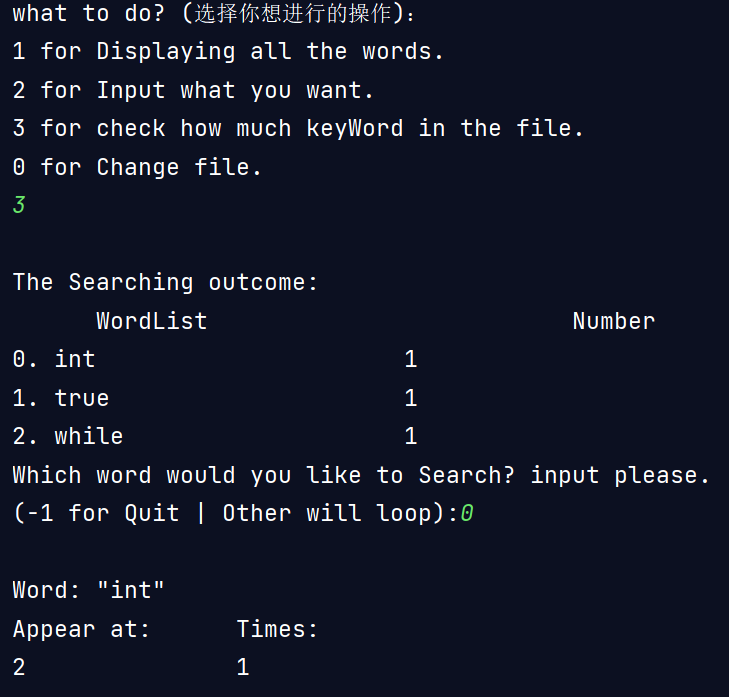 what to do? (选择你想进行的操作)：
1 for Displaying all the words.
2 for Input what you want.
3 for check how much keyWord in the file.
0 for Change file.
3
The Searching outcome:
WordList Number
0. int 1
1. true 1
2. while 1
Which word would you like to Search? input please.
(-1 for Quit | Other will loop):0
Word: "int"
Appear at: Times:
2 1